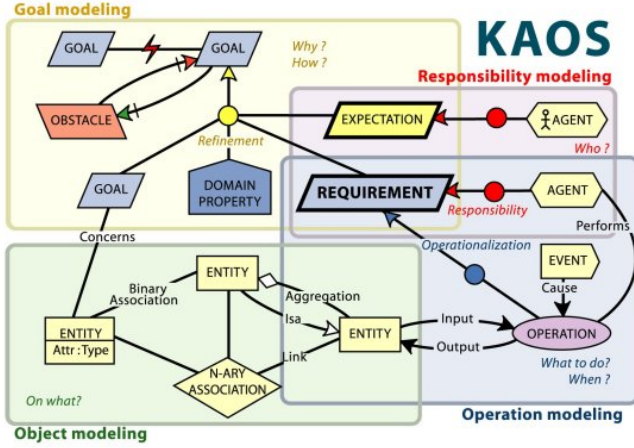 Goal modeling
KAOS
GOAL
GOAL
Why ?
How ?
Responsibility modeling
OBSTACLE
EXPECTATION
AGENT
Refinement
Who ?
GOAL
DOMAIN
PROPERTY
REQUIREMENT
AGENT
Responsibility
Performs
Concerns
Operationalization
ENTITY
EVENT
Binary
Association
Aggregation
Cause
ENTITY
Attr : Type
Isa
ENTITY
Input
OPERATION
Link
Output
N-ARY
ASSOCIATION
What to do?
When ?
On what?
Operation modeling
Object modeling